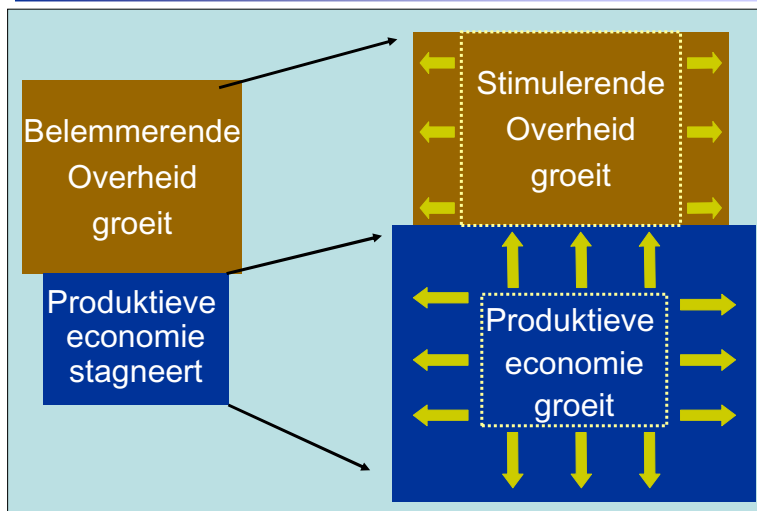 Belemmerende
Overheid
groeit
Produktieve
economie
stagneert
Stimulerende
Overheid
groeit
Produktieve
economie
groeit